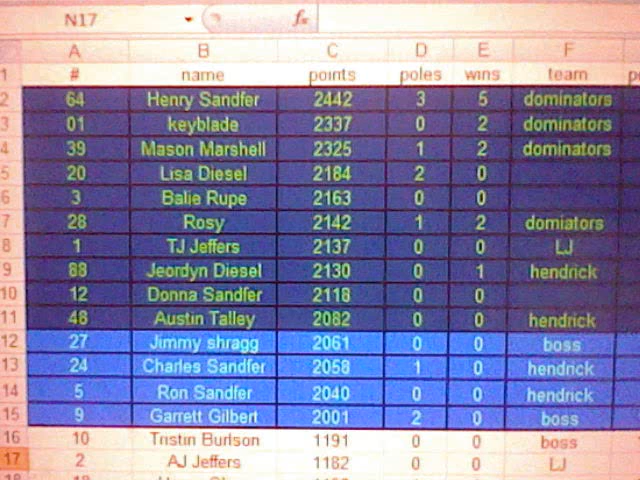 N17 fx
A B C D E F
1 # name points poles wins team
2 64 Henry Sandfer 2442 3 5 dominators
3 01 keyblade 2337 0 2 dominators
4 39 Mason Marshell 2325 1 2 dominators
5 20 Lisa Diesel 2184 2 0
6 3 Balie Rupe 2163 0 0
7 28 Rosy 2142 1 2 domiators
8 1 TJ Jeffers 2137 0 0 LJ
9 88 Jeordyn Diesel 2130 0 1 hendrick
10 12 Donna Sandfer 2118 0 0
11 48 Austin Talley 2082 0 0 hendrick
12 27 Jimmy shragg 2061 0 0 boss
13 24 Charles Sandfer 2058 1 0 hendrick
14 5 Ron Sandfer 2040 0 0 hendrick
15 9 Garrett Gilbert 2001 2 0 boss
16 10 Tristin Burlson 1191 0 0 boss
17 2 AJ Jeffers 1182 0 0 LJ